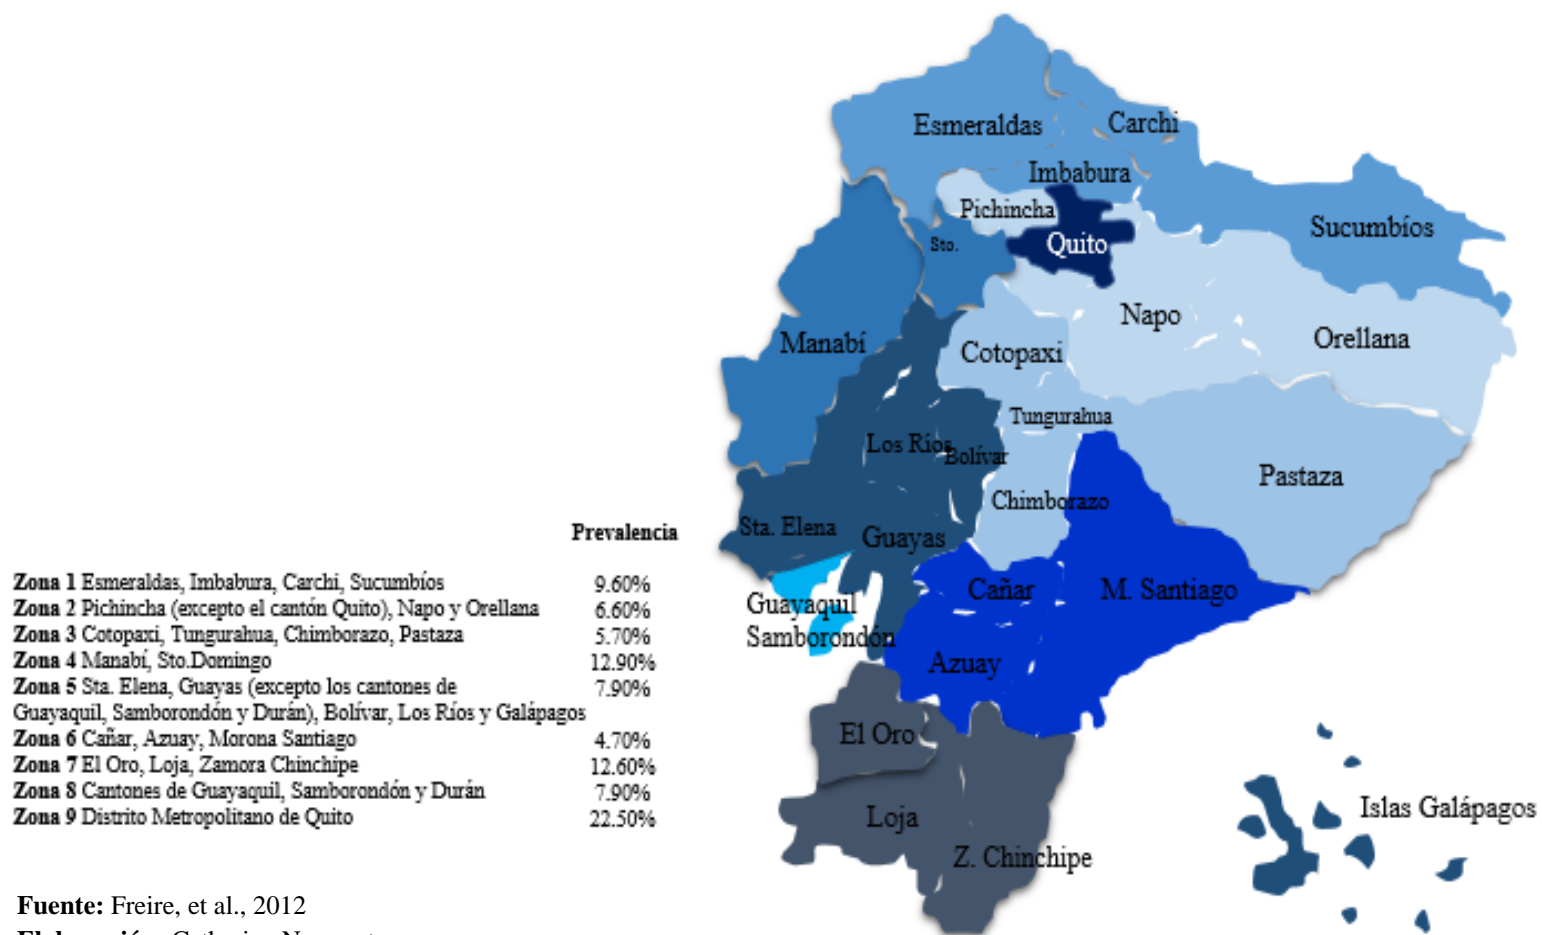 Esmeraldas
Carchi
Imbabura
Pichincha
Sto.
Quito
Sucumbíos
Manabí
Cotopaxi
Napo
Orellana
Tungurahua
Los Ríos
Bolívar
Chimborazo
Pastaza
Sta. Elena
Guayas
Cañar
M. Santiago
Guayaquil
Samborondón
Azuay
El Oro
Loja
Z. Chinchipe
Islas Galápagos
Prevalencia
Zona 1 Esmeraldas, Imbabura, Carchi, Sucumbíos 9.60%
Zona 2 Pichincha (excepto el cantón Quito), Napo y Orellana 6.60%
Zona 3 Cotopaxi, Tungurahua, Chimborazo, Pastaza 5.70%
Zona 4 Manabí, Sto.Domingo 12.90%
Zona 5 Sta. Elena, Guayas (excepto los cantones de 7.90%
Guayaquil, Samborondón y Durán), Bolívar, Los Ríos y Galápagos
Zona 6 Cañar, Azuay, Morona Santiago 4.70%
Zona 7 El Oro, Loja, Zamora Chinchipe 12.60%
Zona 8 Cantones de Guayaquil, Samborondón y Durán 7.90%
Zona 9 Distrito Metropolitano de Quito 22.50%
Fuente: Freire, et al., 2012